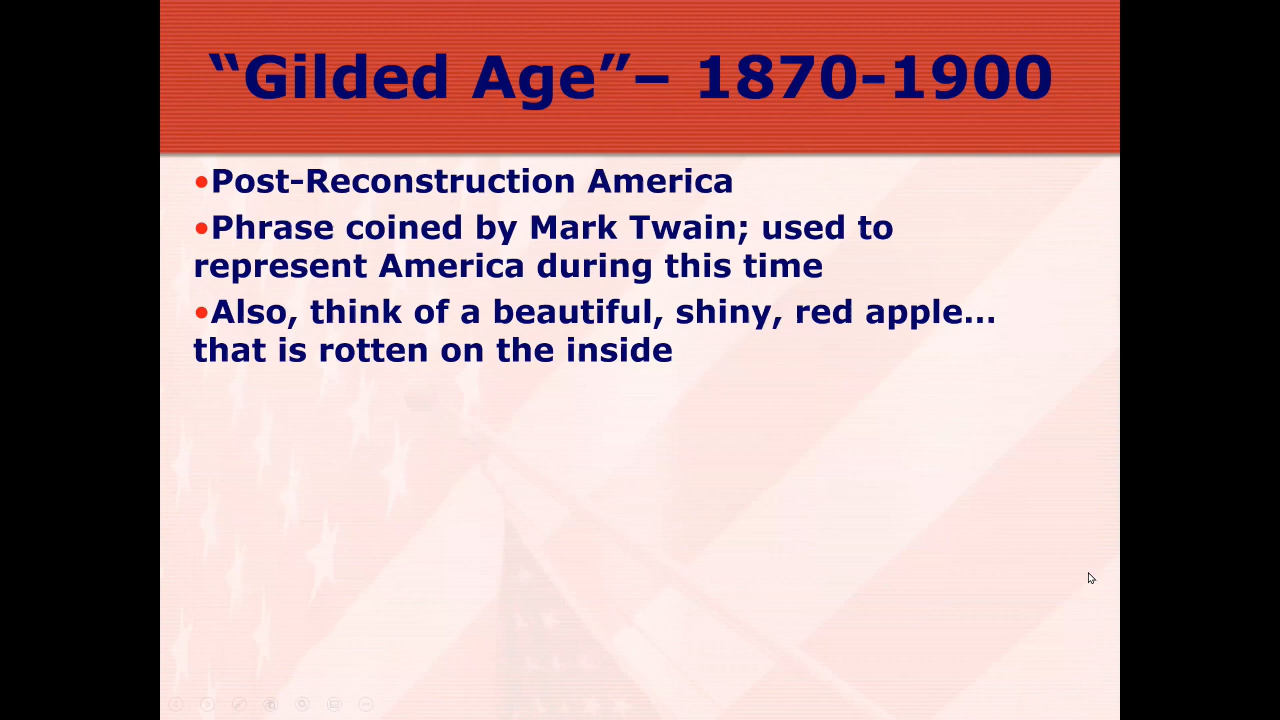 “Gilded Age”– 1870-1900
•Post-Reconstruction America
•Phrase coined by Mark Twain; used to
represent America during this time
•Also, think of a beautiful, shiny, red apple…
that is rotten on the inside